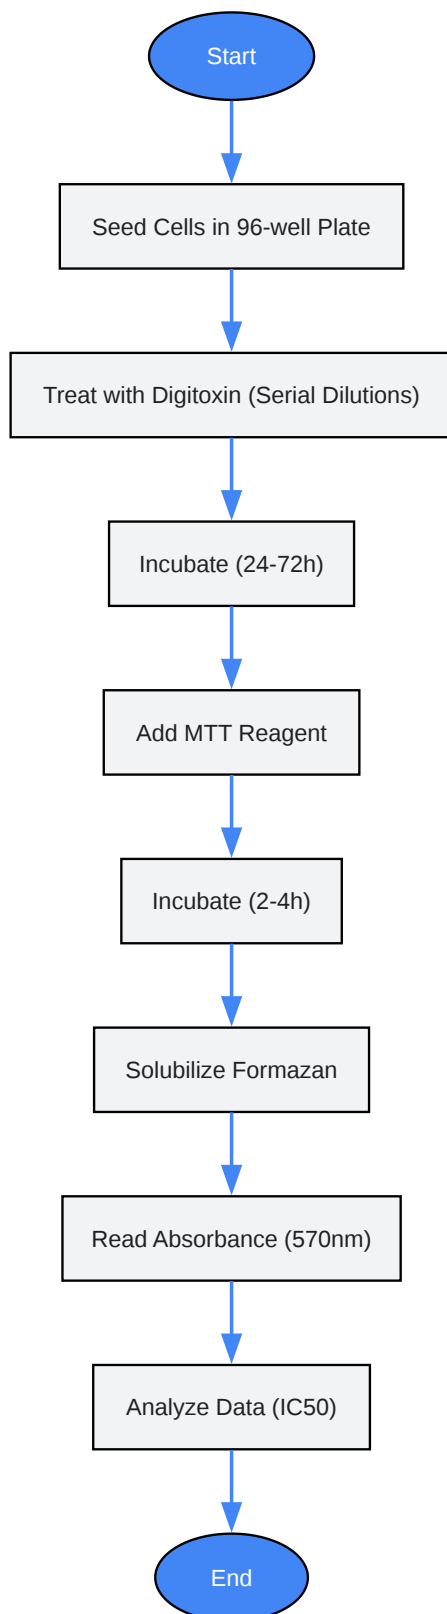 Start
Seed Cells in 96-well Plate
Treat with Digitoxin (Serial Dilutions)
Incubate (24-72h)
Add MTT Reagent
Incubate (2-4h)
Solubilize Formazan
Read Absorbance (570nm)
Analyze Data (IC50)
End